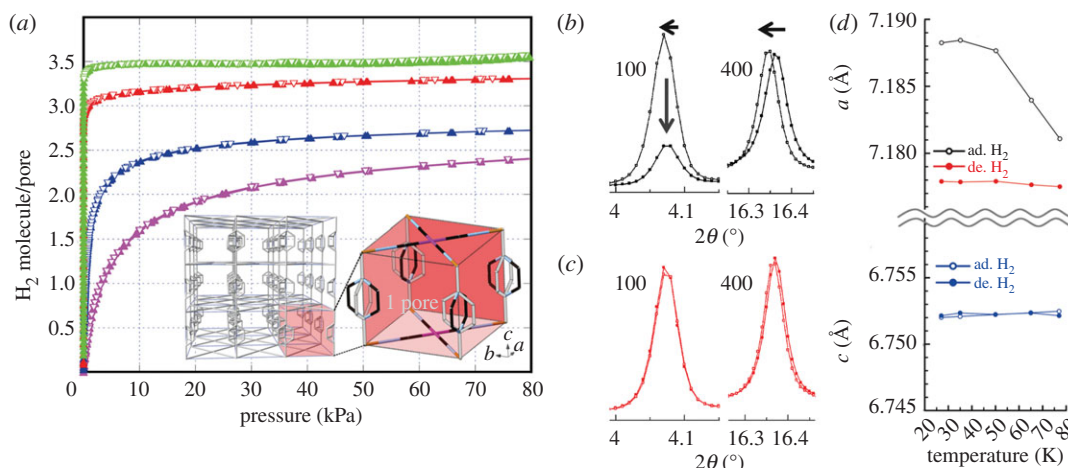 (a)
H2 molecule/pore
3.5
3.0
2.5
2.0
1.5
1.0
0.5
0 10 20 30 40 50 60 70 80
pressure (kPa)
1 pore
b c a
(b)
100 400
4 4.1 16.3 16.4
2θ (°)
(c)
100 400
4 4.1 16.3 16.4
2θ (°)
(d)
7.190
7.185
7.180
a (Å)
ad. H2
de. H2
ad. H2
de. H2
6.755
6.750
6.745
c (Å)
20 30 40 50 60 70 80
temperature (K)